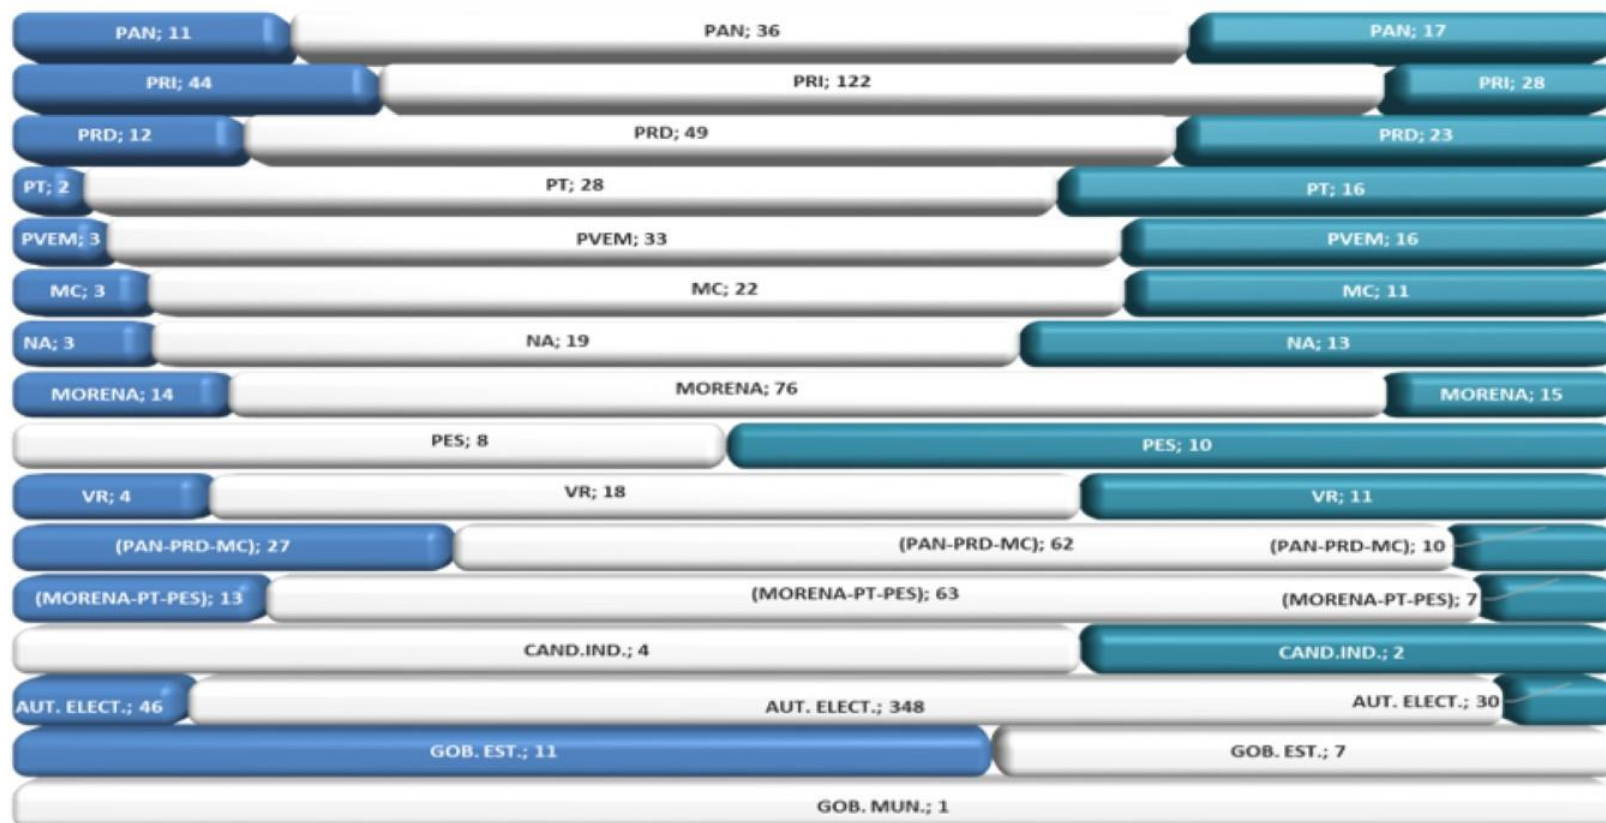 PAN; 11 PAN; 36 PAN; 17
PRI; 44 PRI; 122 PRI; 28
PRD; 12 PRD; 49 PRD; 23
PT; 2 PT; 28 PT; 16
PVEM; 3 PVEM; 33 PVEM; 16
MC; 3 MC; 22 MC; 11
NA; 3 NA; 19 NA; 13
MORENA; 14 MORENA; 76 MORENA; 15
PES; 8 PES; 10
VR; 4 VR; 18 VR; 11
(PAN-PRD-MC); 27 (PAN-PRD-MC); 62 (PAN-PRD-MC); 10
(MORENA-PT-PES); 13 (MORENA-PT-PES); 63 (MORENA-PT-PES); 7
CAND.IND.; 4 CAND.IND.; 2
AUT. ELECT.; 46 AUT. ELECT.; 348 AUT. ELECT.; 30
GOB. EST.; 11 GOB. EST.; 7
GOB. MUN.; 1